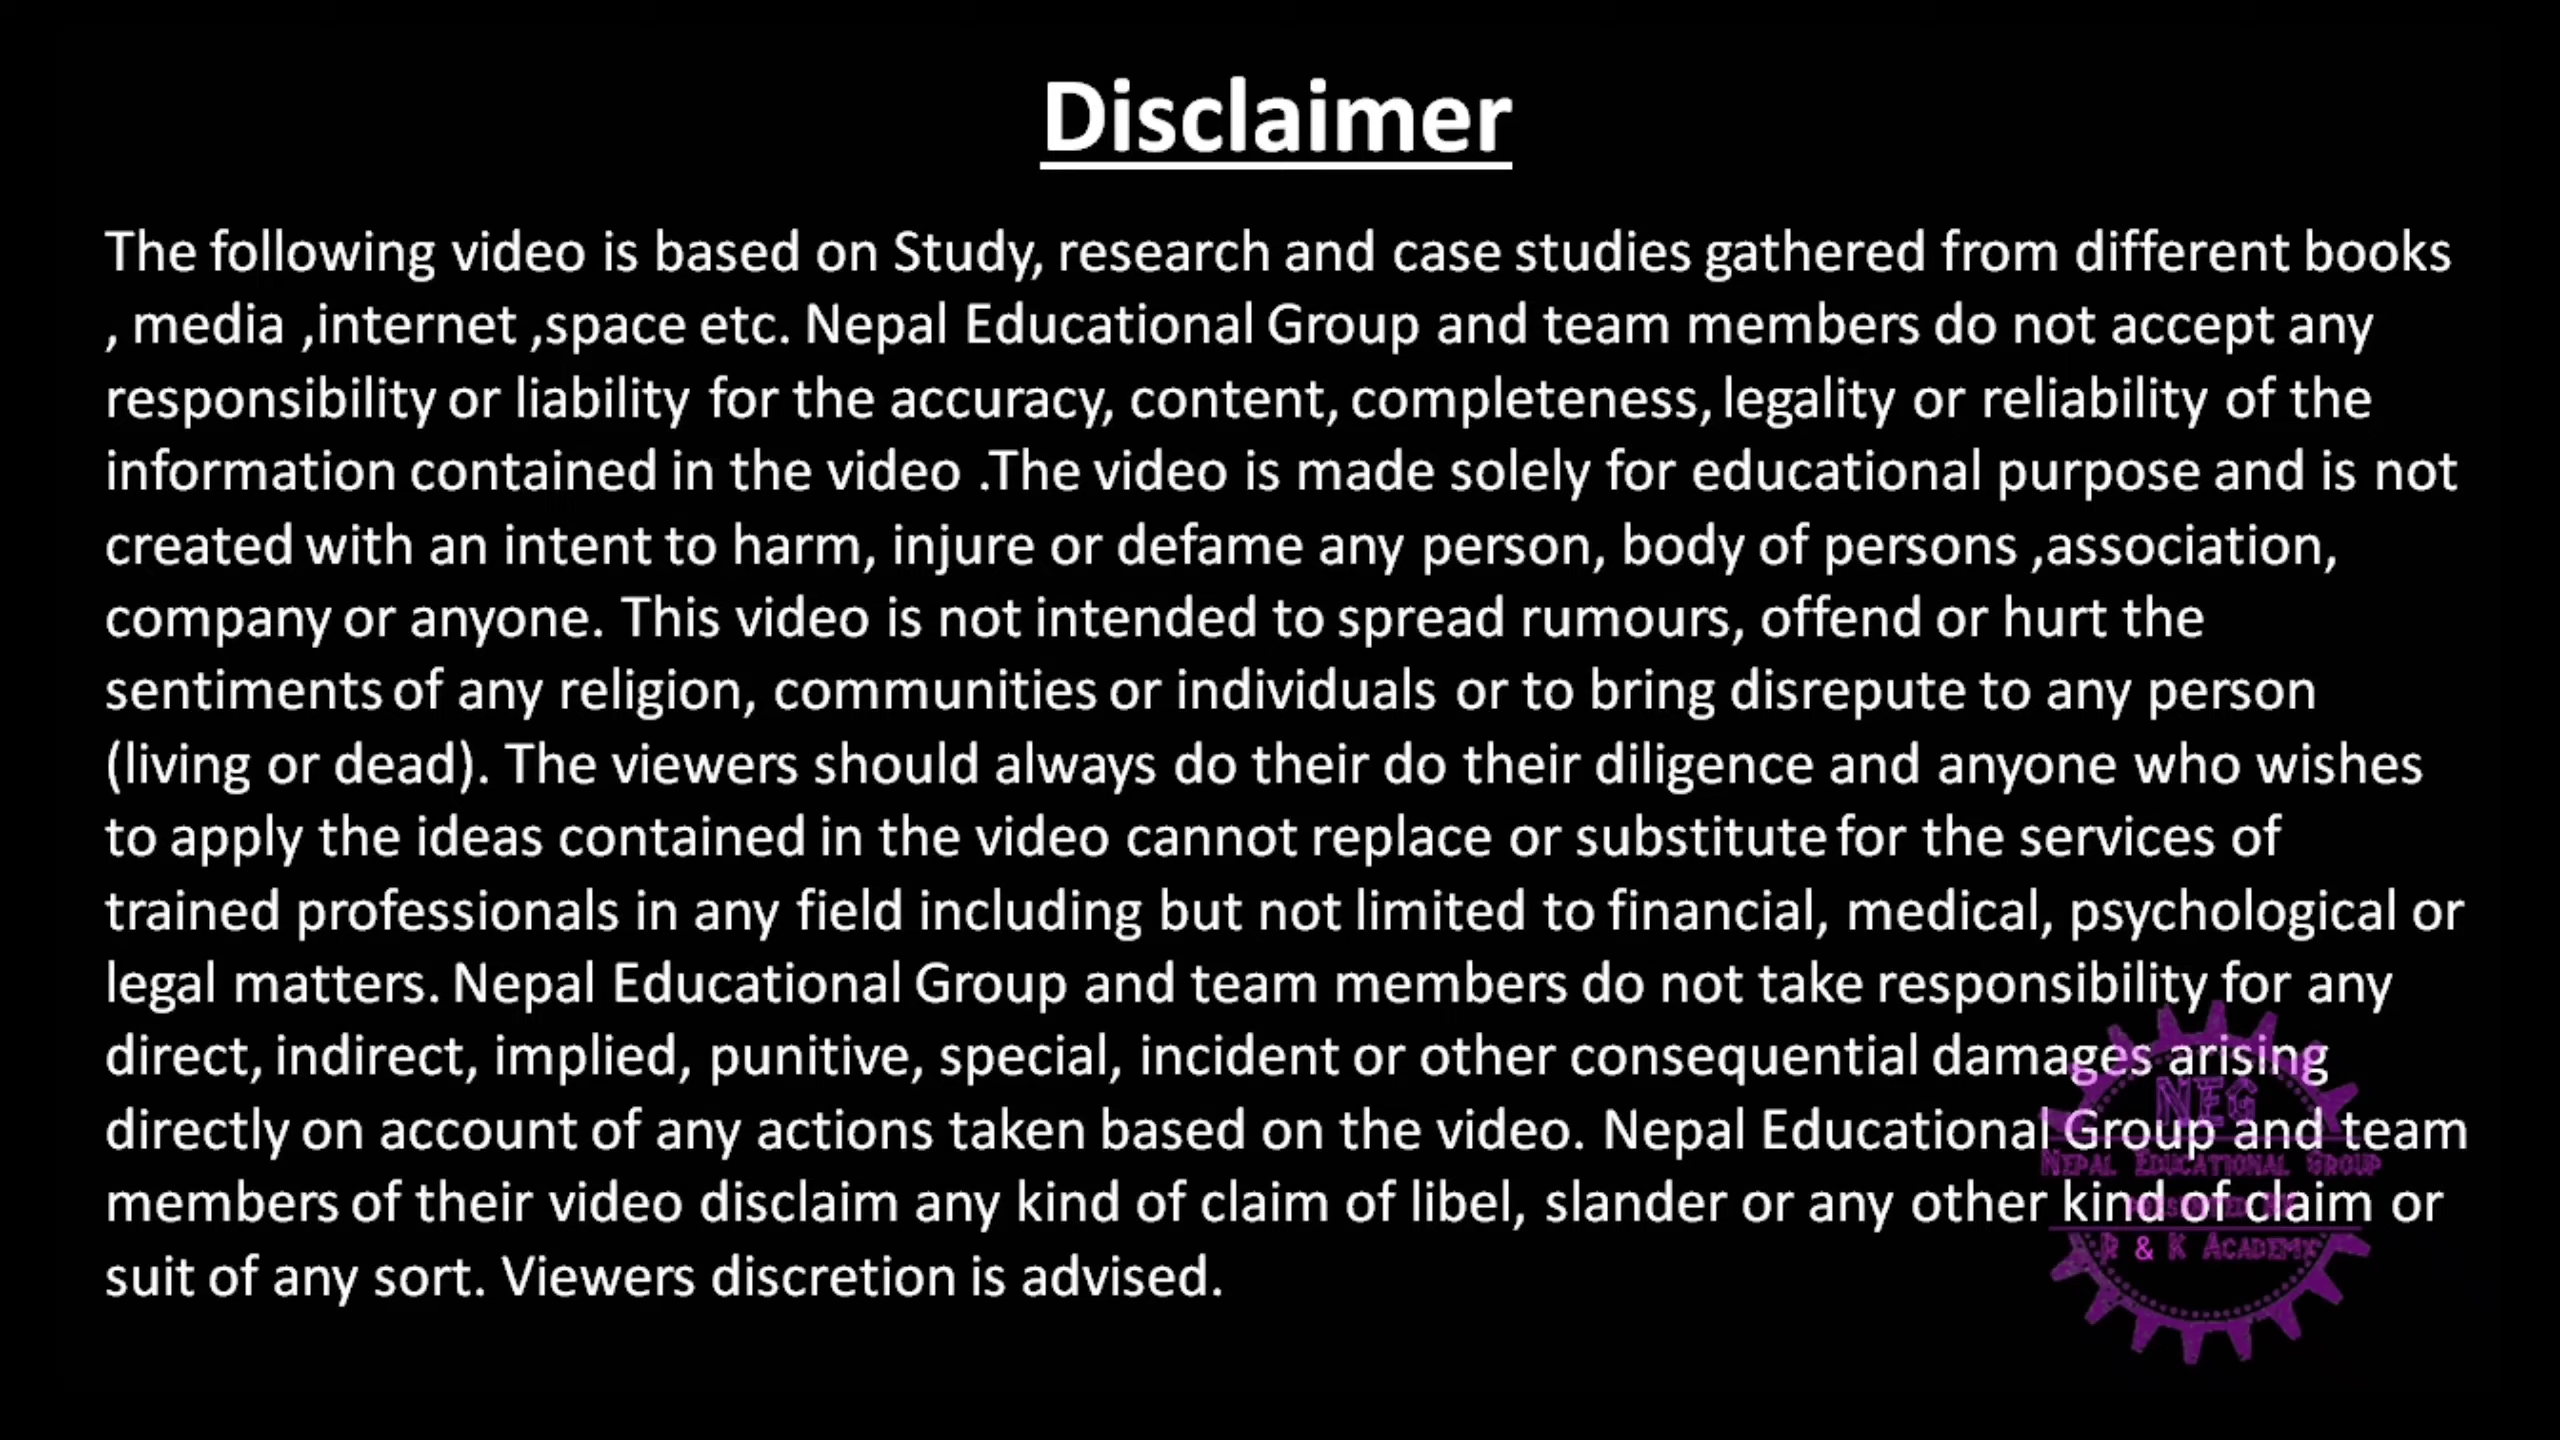 Disclaimer
The following video is based on Study, research and case studies gathered from different books
, media ,internet ,space etc. Nepal Educational Group and team members do not accept any
responsibility or liability for the accuracy, content, completeness, legality or reliability of the
information contained in the video .The video is made solely for educational purpose and is not
created with an intent to harm, injure or defame any person, body of persons ,association,
company or anyone. This video is not intended to spread rumours, offend or hurt the
sentiments of any religion, communities or individuals or to bring disrepute to any person
(living or dead). The viewers should always do their do their diligence and anyone who wishes
to apply the ideas contained in the video cannot replace or substitute for the services of
trained professionals in any field including but not limited to financial, medical, psychological or
legal matters. Nepal Educational Group and team members do not take responsibility for any
direct, indirect, implied, punitive, special, incident or other consequential damages arising
directly on account of any actions taken based on the video. Nepal Educational Group and team
members of their video disclaim any kind of claim of libel, slander or any other kind of claim or
suit of any sort. Viewers discretion is advised.
NEG
Nepal Educational Group
R & K Academy